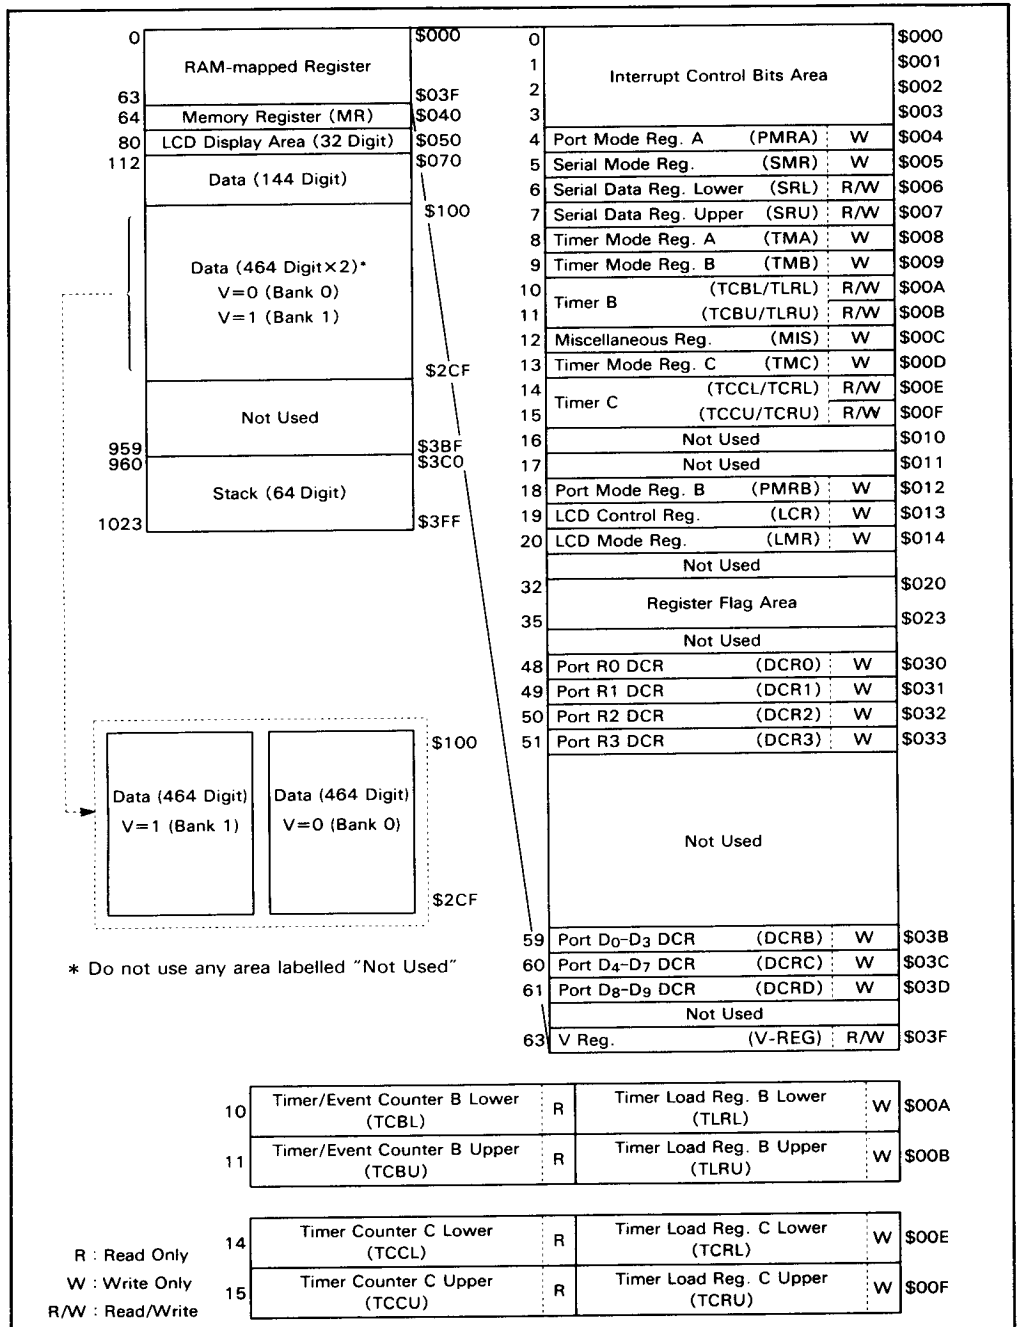 0 $000
RAM-mapped Register
63 $03F
64 Memory Register (MR) $040
80 LCD Display Area (32 Digit) $050
112 $070
Data (144 Digit)
$100
Data (464 Digit×2)*
V=0 (Bank 0)
V=1 (Bank 1)
$2CF
Not Used
959 $3BF
960 $3C0
Stack (64 Digit)
1023 $3FF
Data (464 Digit)
V=1 (Bank 1)
Data (464 Digit)
V=0 (Bank 0)
$100
$2CF
* Do not use any area labelled "Not Used"
0 $000
1 $001
Interrupt Control Bits Area
2 $002
3 $003
4 Port Mode Reg. A (PMRA) W $004
5 Serial Mode Reg. (SMR) W $005
6 Serial Data Reg. Lower (SRL) R/W $006
7 Serial Data Reg. Upper (SRU) R/W $007
8 Timer Mode Reg. A (TMA) W $008
9 Timer Mode Reg. B (TMB) W $009
10 (TCBL/TLRL) R/W $00A
Timer B
11 (TCBU/TLRU) R/W $00B
12 Miscellaneous Reg. (MIS) W $00C
13 Timer Mode Reg. C (TMC) W $00D
14 (TCCL/TCRL) R/W $00E
Timer C
15 (TCCU/TCRU) R/W $00F
16 Not Used $010
17 Not Used $011
18 Port Mode Reg. B (PMRB) W $012
19 LCD Control Reg. (LCR) W $013
20 LCD Mode Reg. (LMR) W $014
Not Used
32 $020
Register Flag Area
35 $023
Not Used
48 Port R0 DCR (DCR0) W $030
49 Port R1 DCR (DCR1) W $031
50 Port R2 DCR (DCR2) W $032
51 Port R3 DCR (DCR3) W $033
Not Used
59 Port D0-D3 DCR (DCRB) W $03B
60 Port D4-D7 DCR (DCRC) W $03C
61 Port D8-D9 DCR (DCRD) W $03D
Not Used
63 V Reg. (V-REG) R/W $03F
10 Timer/Event Counter B Lower (TCBL) R Timer Load Reg. B Lower (TLRL) W $00A
11 Timer/Event Counter B Upper (TCBU) R Timer Load Reg. B Upper (TLRU) W $00B
14 Timer Counter C Lower (TCCL) R Timer Load Reg. C Lower (TCRL) W $00E
15 Timer Counter C Upper (TCCU) R Timer Load Reg. C Upper (TCRU) W $00F
R : Read Only
W : Write Only
R/W : Read/Write